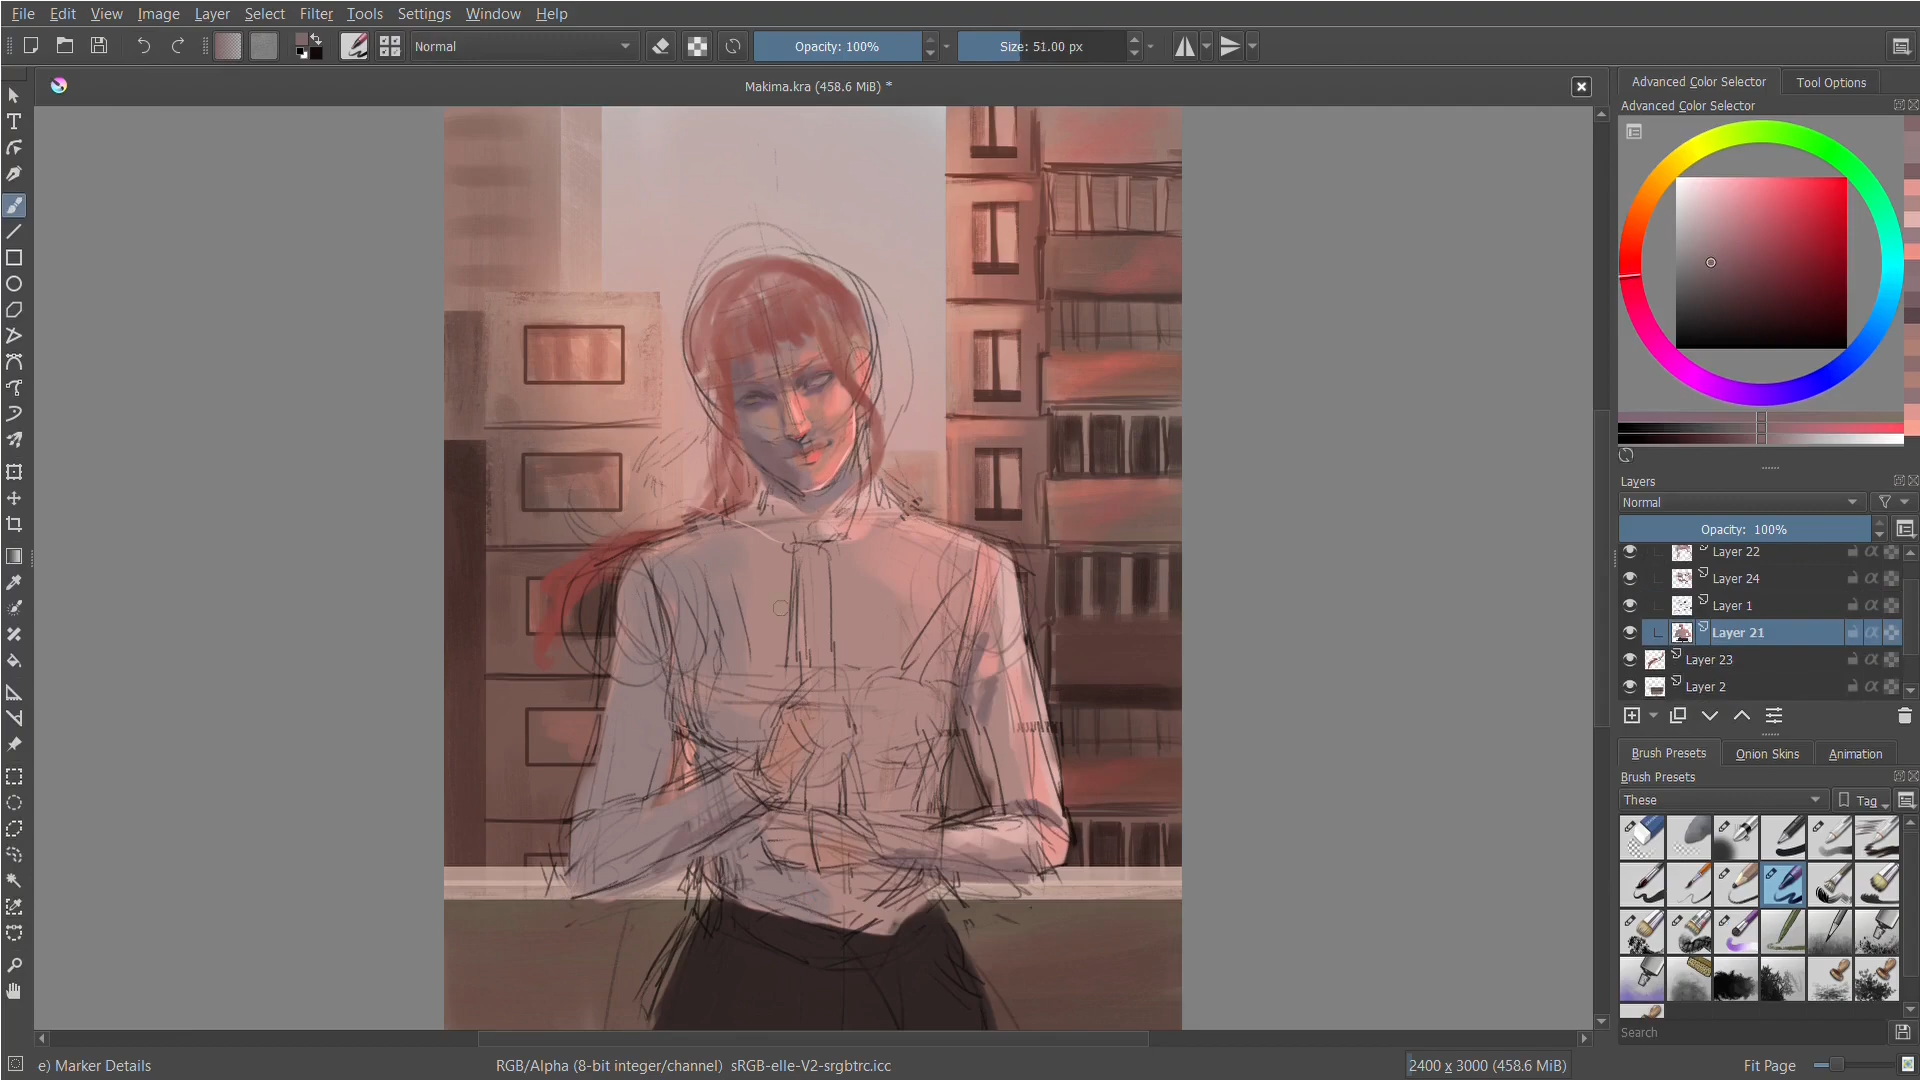 File Edit View Image Layer Select Filter Tools Settings Window Help
Normal Opacity: 100% Size: 51.00 px
Makima.kra (458.6 MiB) *
Advanced Color Selector Tool Options
Advanced Color Selector
Layers
Normal
Opacity: 100%
Layer 22
Layer 24
Layer 1
Layer 21
Layer 23
Layer 2
Brush Presets Onion Skins Animation
Brush Presets
These Tag
Search
e) Marker Details RGB/Alpha (8-bit integer/channel) sRGB-elle-V2-srgbtrc.icc 2400 x 3000 (458.6 MiB) Fit Page